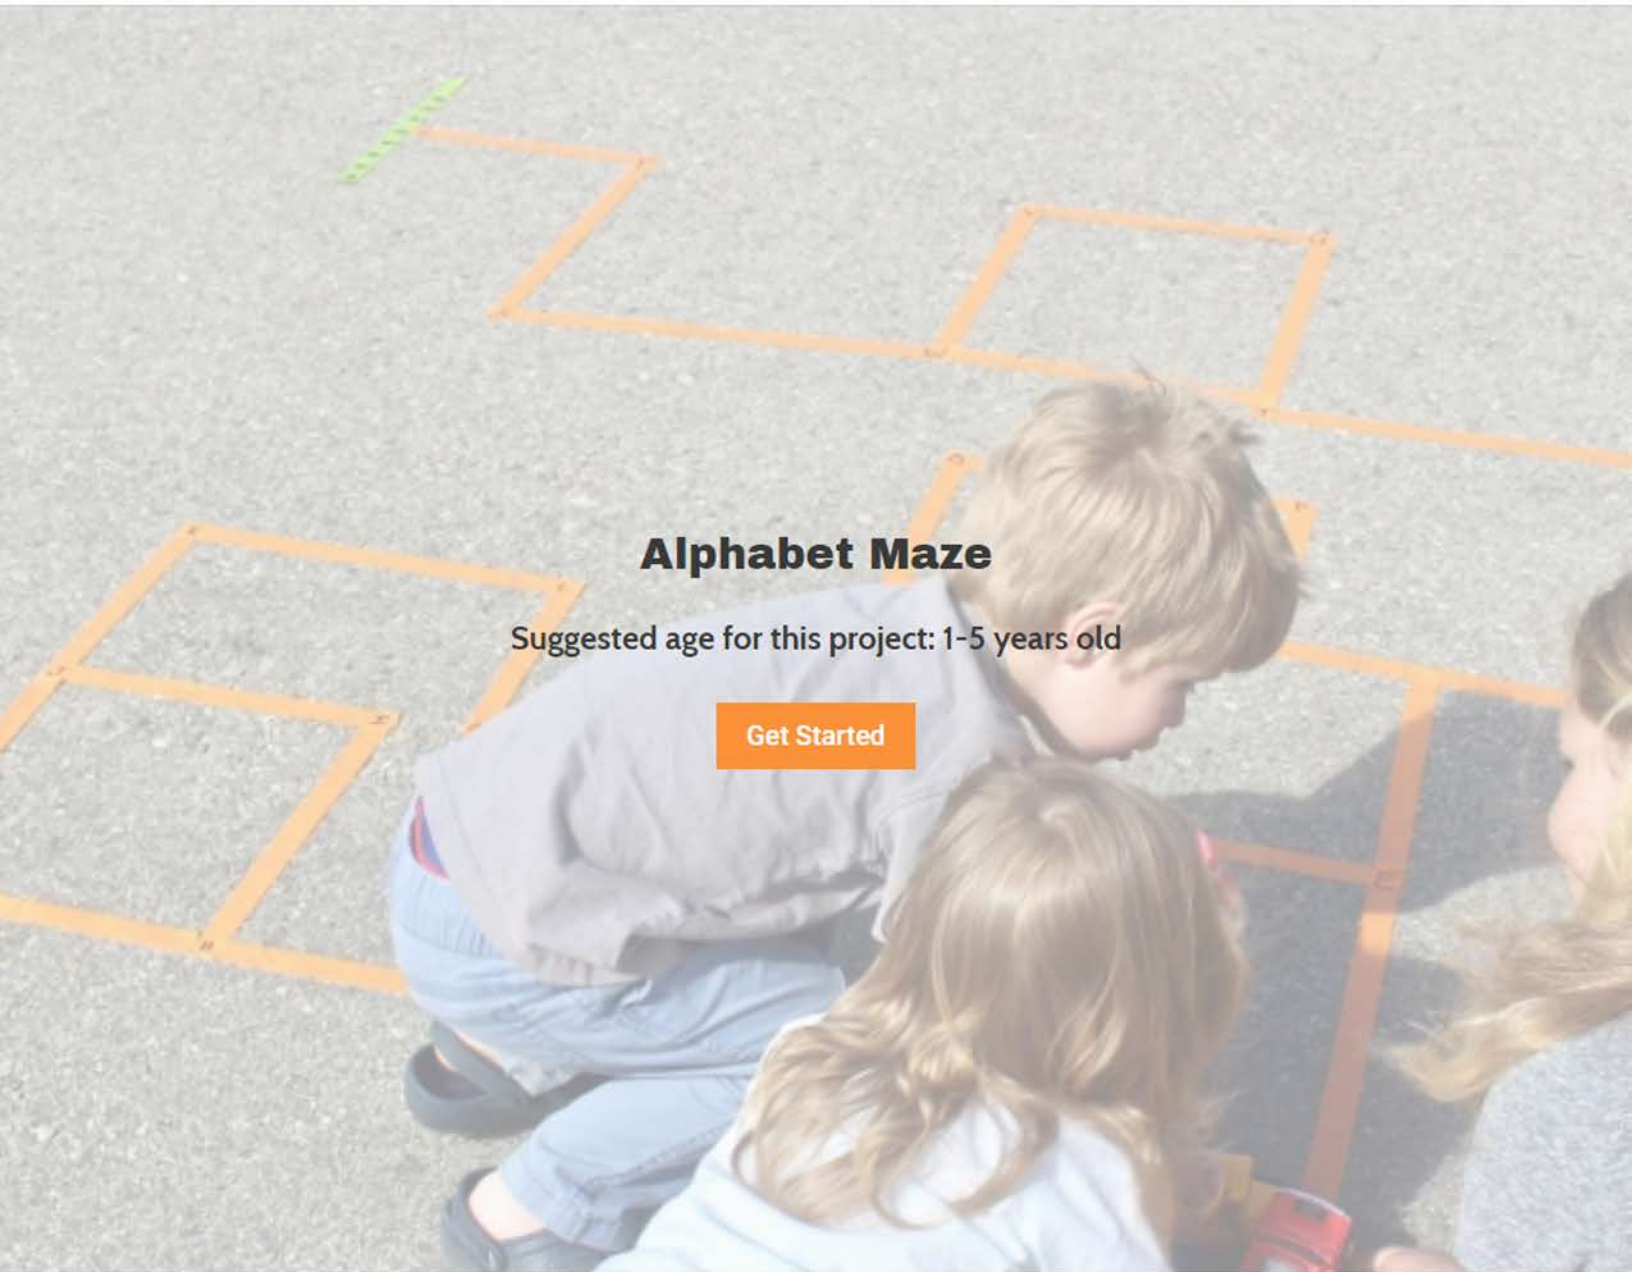 Alphabet Maze
Suggested age for this project: 1-5 years old
Get Started